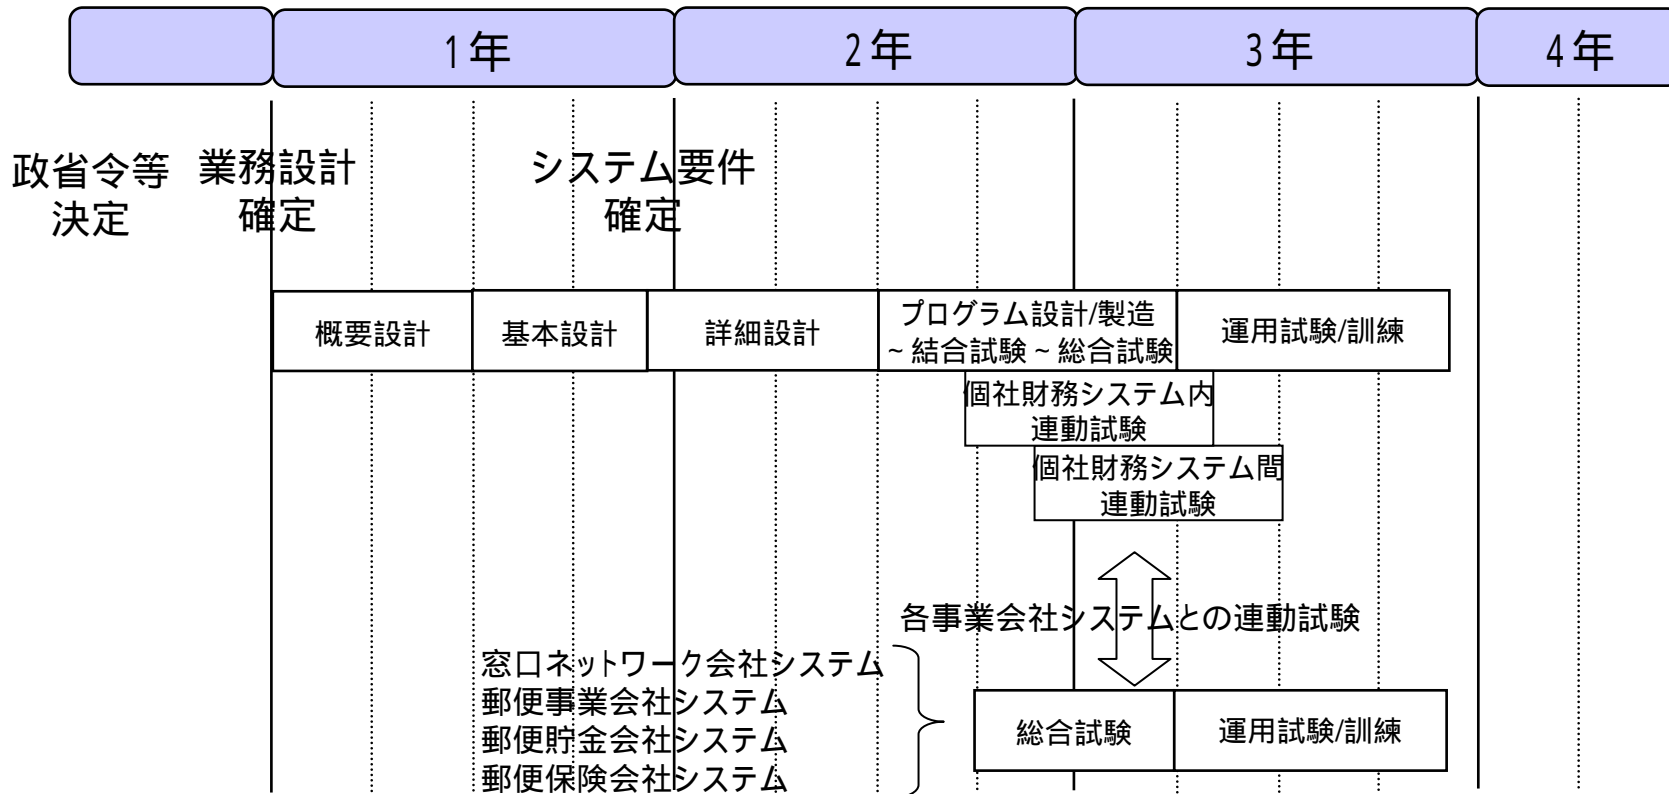 1年
2年
3年
4年
政省令等
決定
業務設計
確定
システム要件
確定
概要設計
基本設計
詳細設計
プログラム設計/製造
~結合試験~総合試験
運用試験/訓練
個社財務システム内
連動試験
個社財務システム間
連動試験
各事業会社システムとの連動試験
窓口ネットワーク会社システム
郵便事業会社システム
郵便貯金会社システム
郵便保険会社システム
総合試験
運用試験/訓練